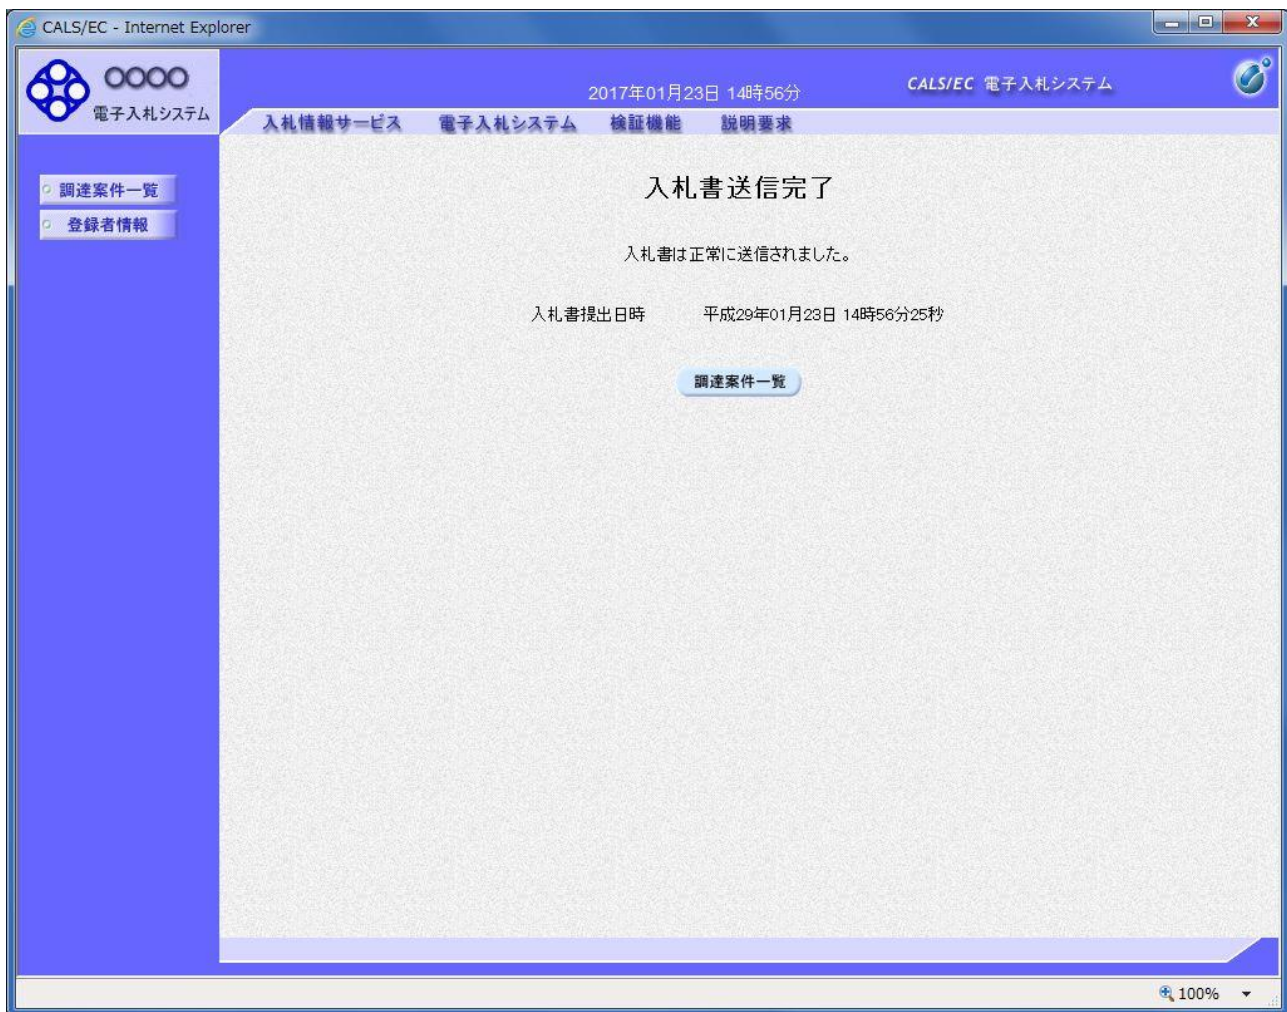 CALS/EC - Internet Explorer
○○○○
電子入札システム
2017年01月23日 14時56分
CALS/EC 電子入札システム
入札情報サービス 電子入札システム 検証機能 説明要求
調達案件一覧
登録者情報
入札書送信完了
入札書は正常に送信されました。
入札書提出日時 平成29年01月23日 14時56分25秒
調達案件一覧
100%